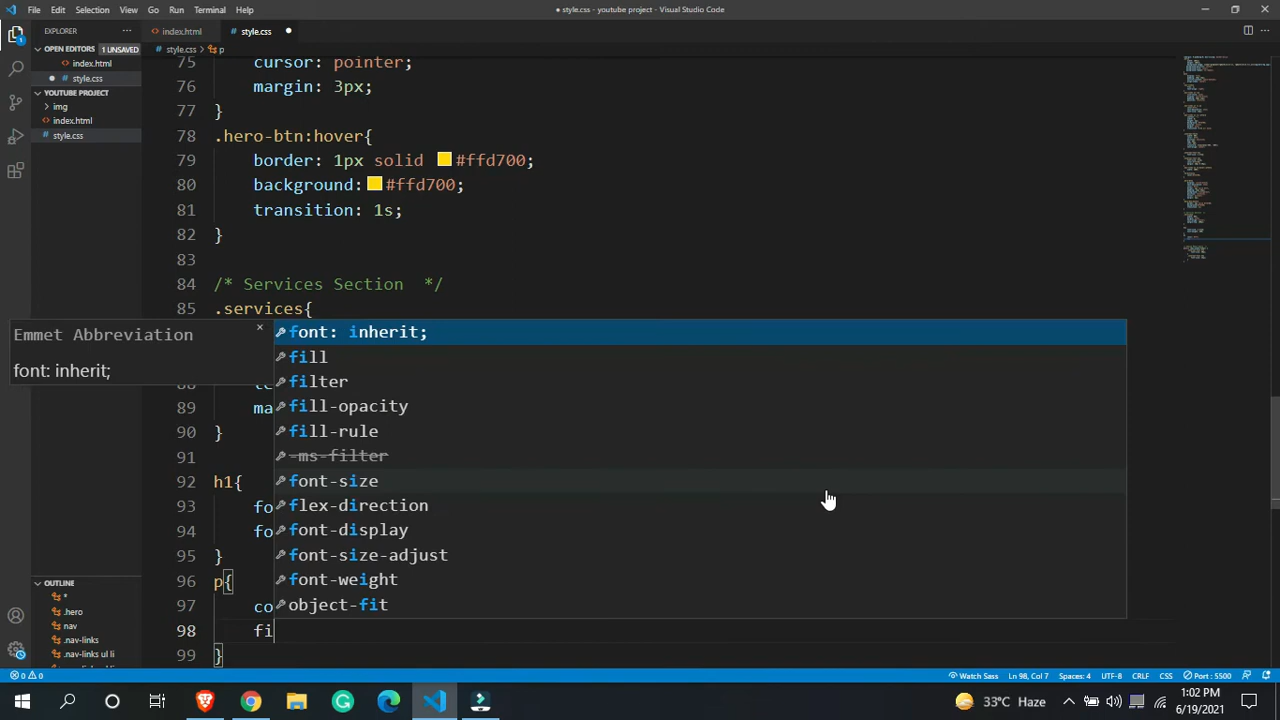 File Edit Selection View Go Run Terminal Help
● style.css - youtube project - Visual Studio Code
EXPLORER
OPEN EDITORS 1 UNSAVED
index.html
style.css
YOUTUBE PROJECT
img
index.html
style.css
index.html
style.css
style.css > p
75 cursor: pointer;
76 margin: 3px;
77 }
78 .hero-btn:hover{
79 border: 1px solid #ffd700;
80 background: #ffd700;
81 transition: 1s;
82 }
83
84 /* Services Section */
85 .services{
Emmet Abbreviation
font: inherit;
font: inherit;
fill
filter
fill-opacity
fill-rule
-ms-filter
font-size
flex-direction
font-display
font-size-adjust
font-weight
object-fit
89 ma
90 }
91
92 h1{
93 fo
94 fo
95 }
96 p{
97 co
98 fi
99 }
OUTLINE
*
.hero
nav
.nav-links
.nav-links ul li
0 0
Watch Sass
Ln 98, Col 7
Spaces: 4
UTF-8
CRLF
CSS
Port : 5500
33°C Haze
1:02 PM
6/19/2021